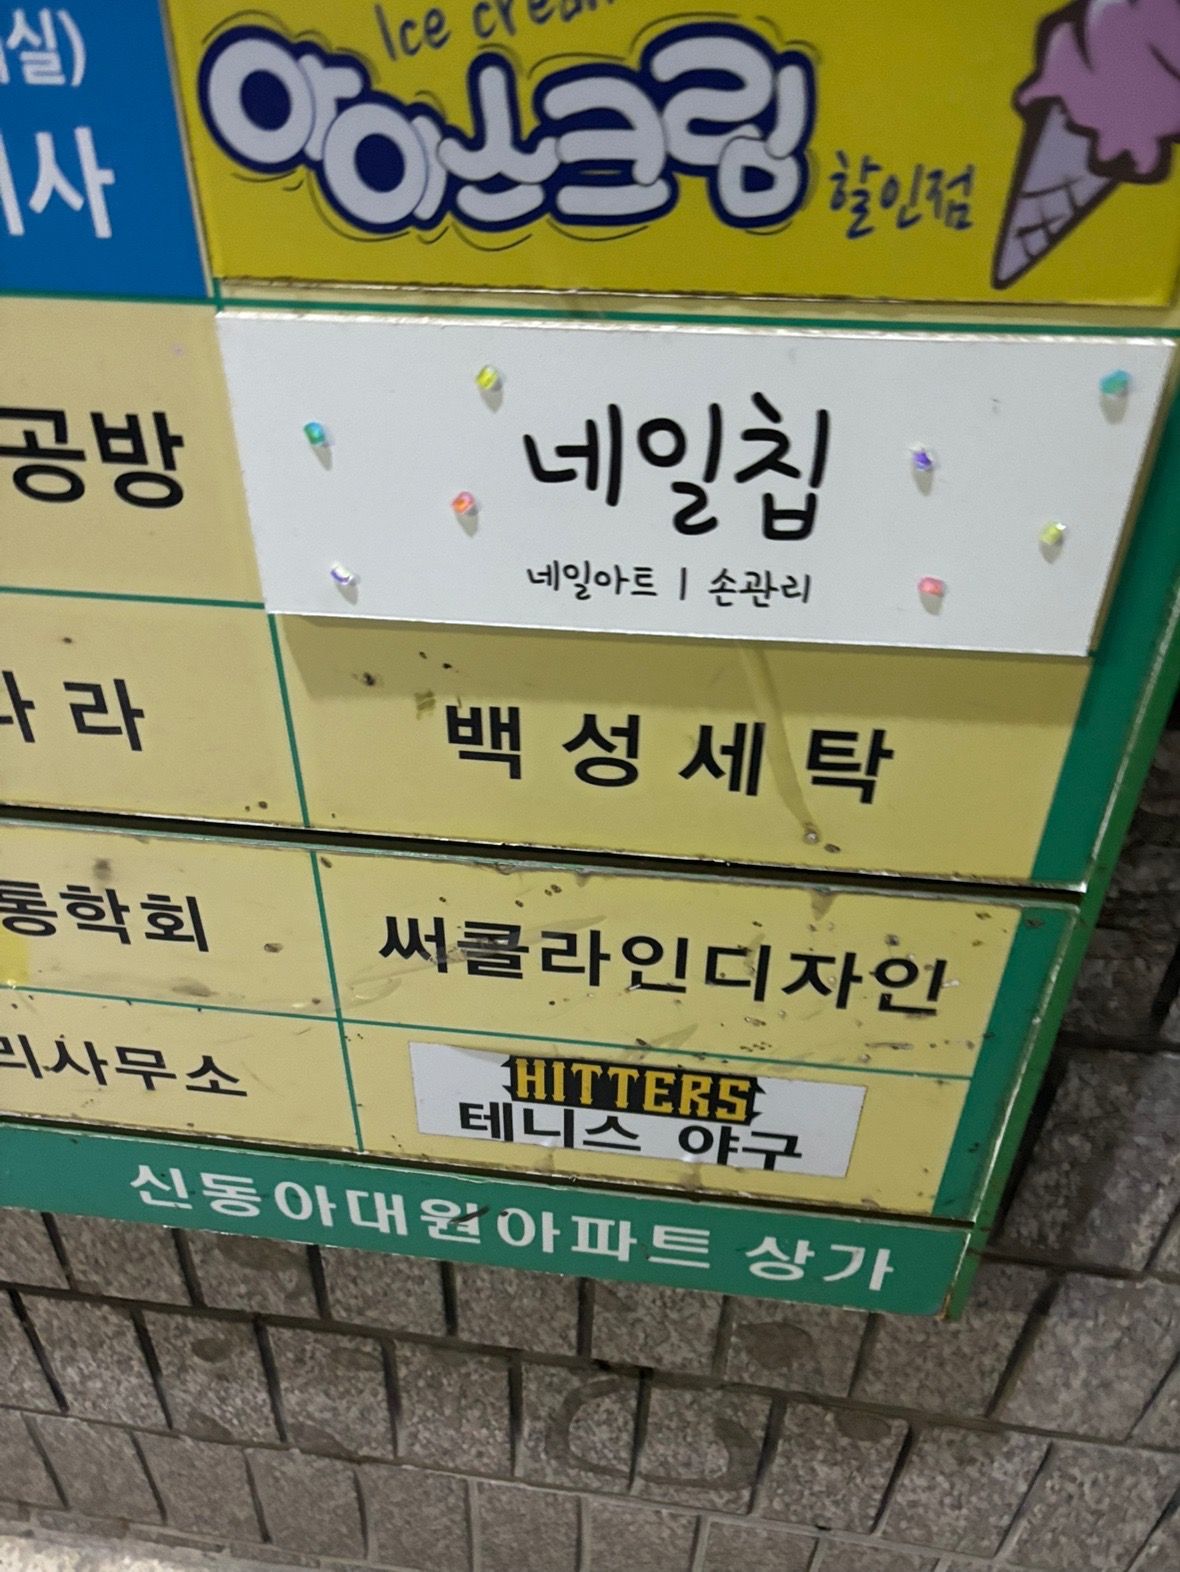 Ice cream
아이스크림
할인점
실)
사
공방
네일칩
네일아트 | 손관리
라
백성세탁
통학회
써클라인디자인
리사무소
HITTERS
테니스 야구
신동아대원아파트 상가